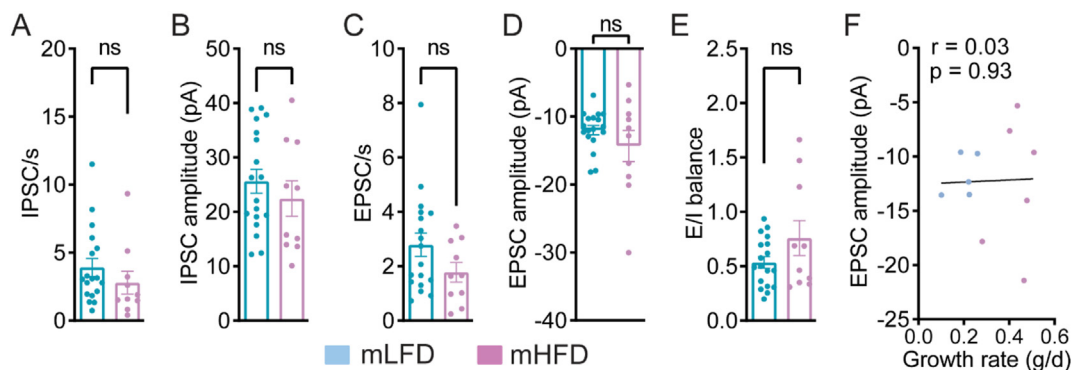 A
IPSC/s
20
15
10
5
0
ns
B
IPSC amplitude (pA)
50
40
30
20
10
0
ns
C
EPSC/s
10
8
6
4
2
0
ns
D
EPSC amplitude (pA)
0
-10
-20
-30
-40
ns
E
E/I balance
2.5
2.0
1.5
1.0
0.5
0.0
ns
F
EPSC amplitude (pA)
0
-5
-10
-15
-20
-25
r = 0.03
p = 0.93
0.0 0.2 0.4 0.6
Growth rate (g/d)
mLFD mHFD